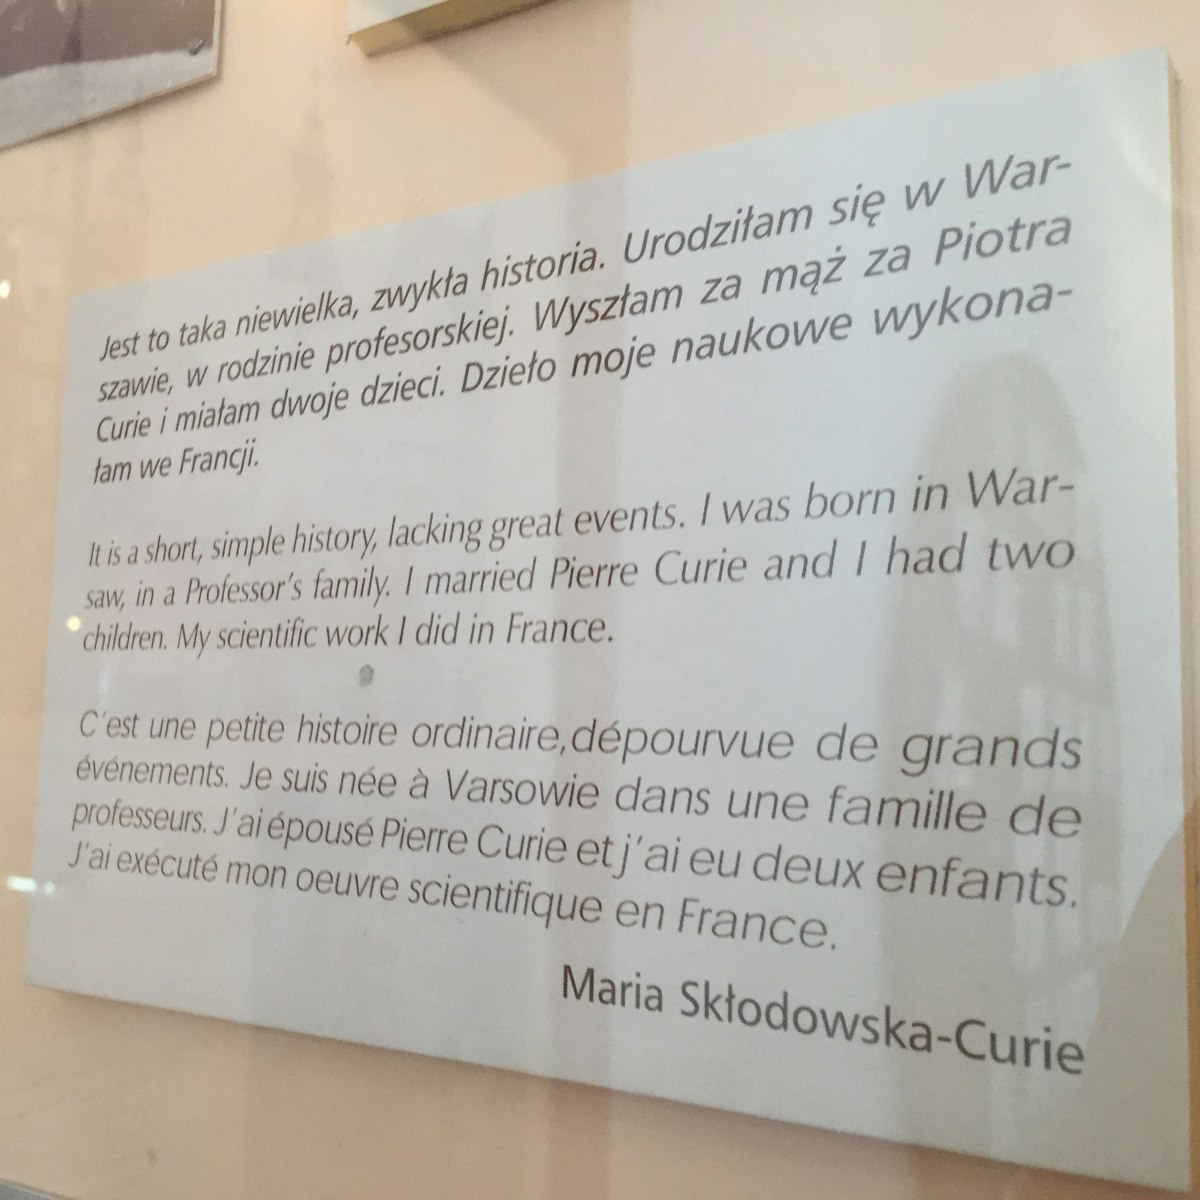 Jest to taka niewielka, zwykła historia. Urodziłam się w War-
szawie, w rodzinie profesorskiej. Wyszłam za mąż za Piotra
Curie i miałam dwoje dzieci. Dzieło moje naukowe wykona-
łam we Francji.
It is a short, simple history, lacking great events. I was born in War-
saw, in a Professor's family. I married Pierre Curie and I had two
children. My scientific work I did in France.
C'est une petite histoire ordinaire,dépourvue de grands
événements. Je suis née à Varsowie dans une famille de
professeurs. J'ai épousé Pierre Curie et j'ai eu deux enfants.
J'ai exécuté mon oeuvre scientifique en France.
Maria Skłodowska-Curie